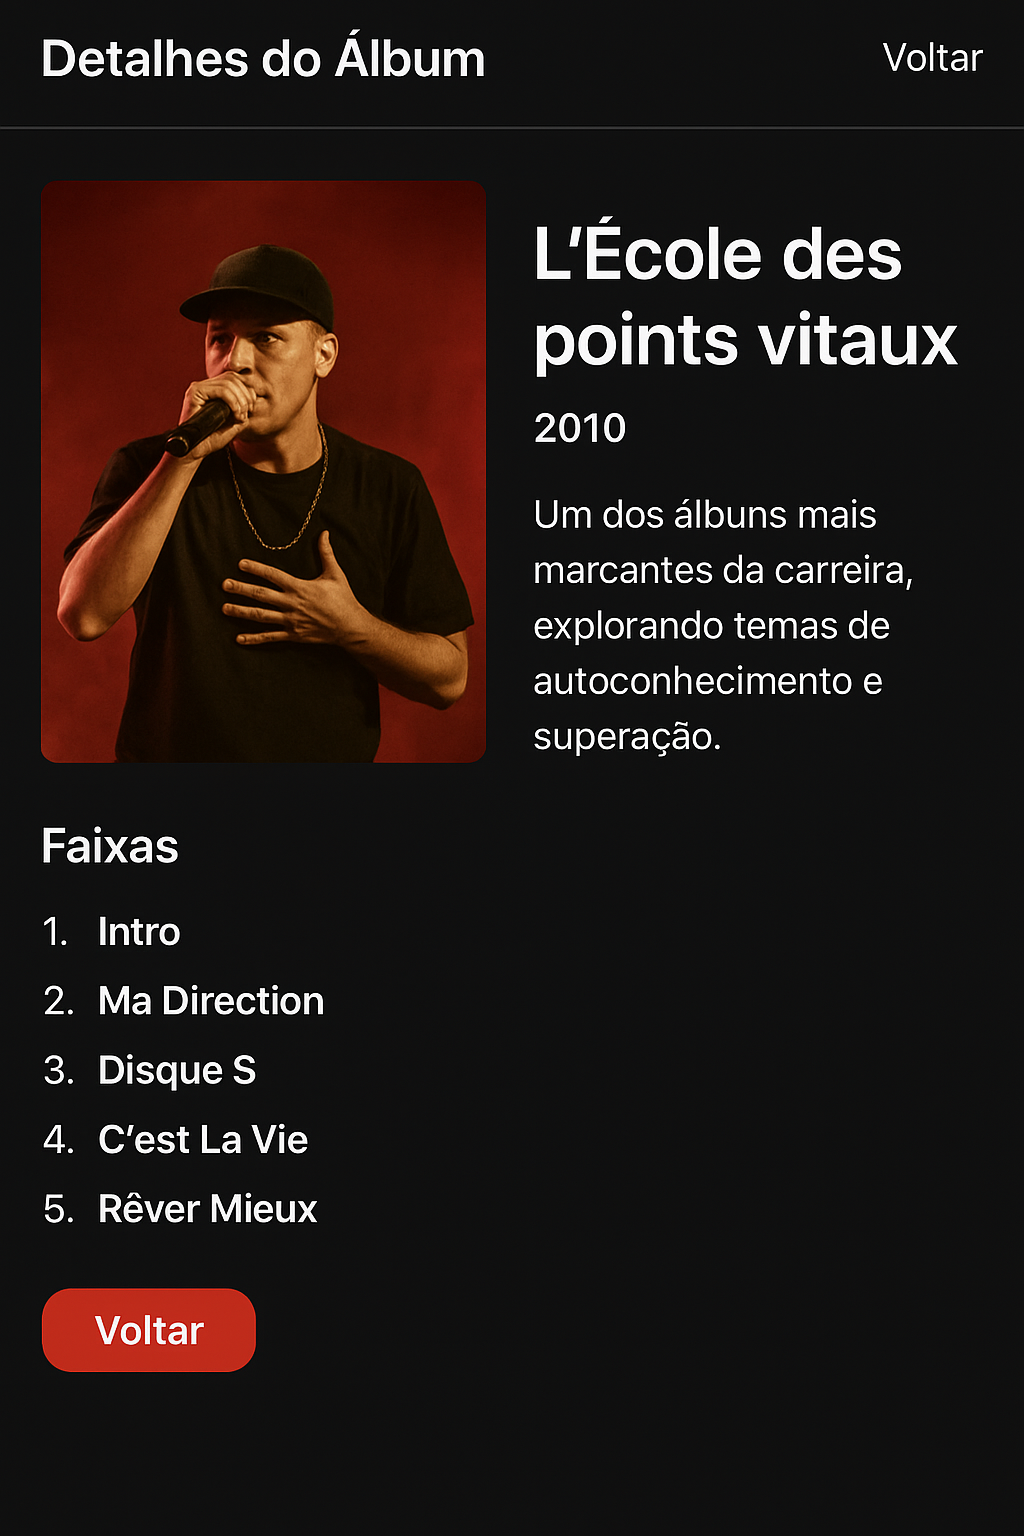 Detalhes do Álbum
Voltar
L’École des
points vitaux
2010
Um dos álbuns mais
marcantes da carreira,
explorando temas de
autoconhecimento e
superação.
Faixas
1. Intro
2. Ma Direction
3. Disque S
4. C’est La Vie
5. Rêver Mieux
Voltar